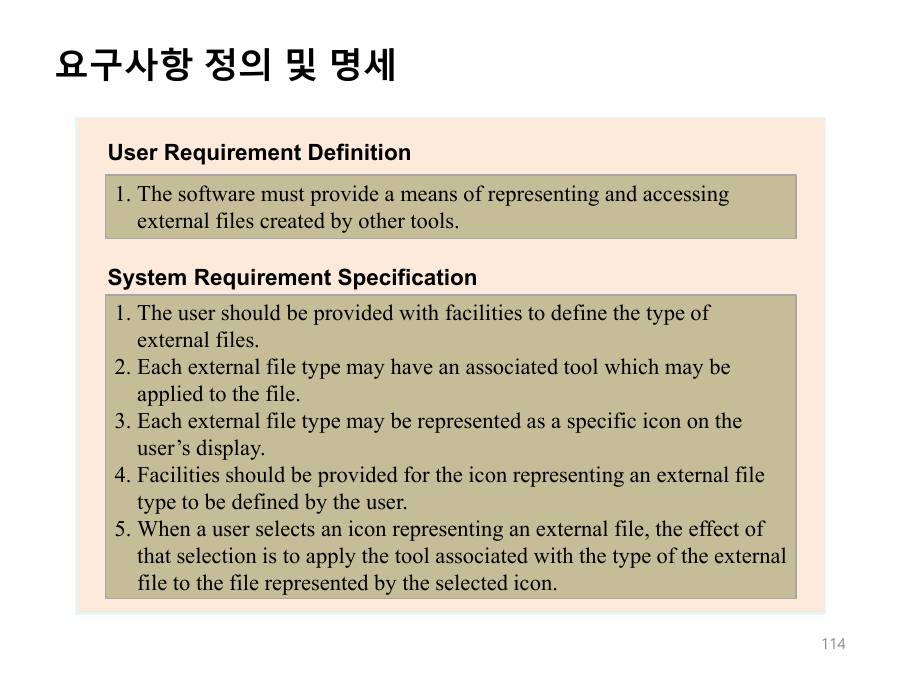 요구사항 정의 및 명세
User Requirement Definition
1. The software must provide a means of representing and accessing
external files created by other tools.
System Requirement Specification
1. The user should be provided with facilities to define the type of
external files.
2. Each external file type may have an associated tool which may be
applied to the file.
3. Each external file type may be represented as a specific icon on the
user’s display.
4. Facilities should be provided for the icon representing an external file
type to be defined by the user.
5. When a user selects an icon representing an external file, the effect of
that selection is to apply the tool associated with the type of the external
file to the file represented by the selected icon.
114